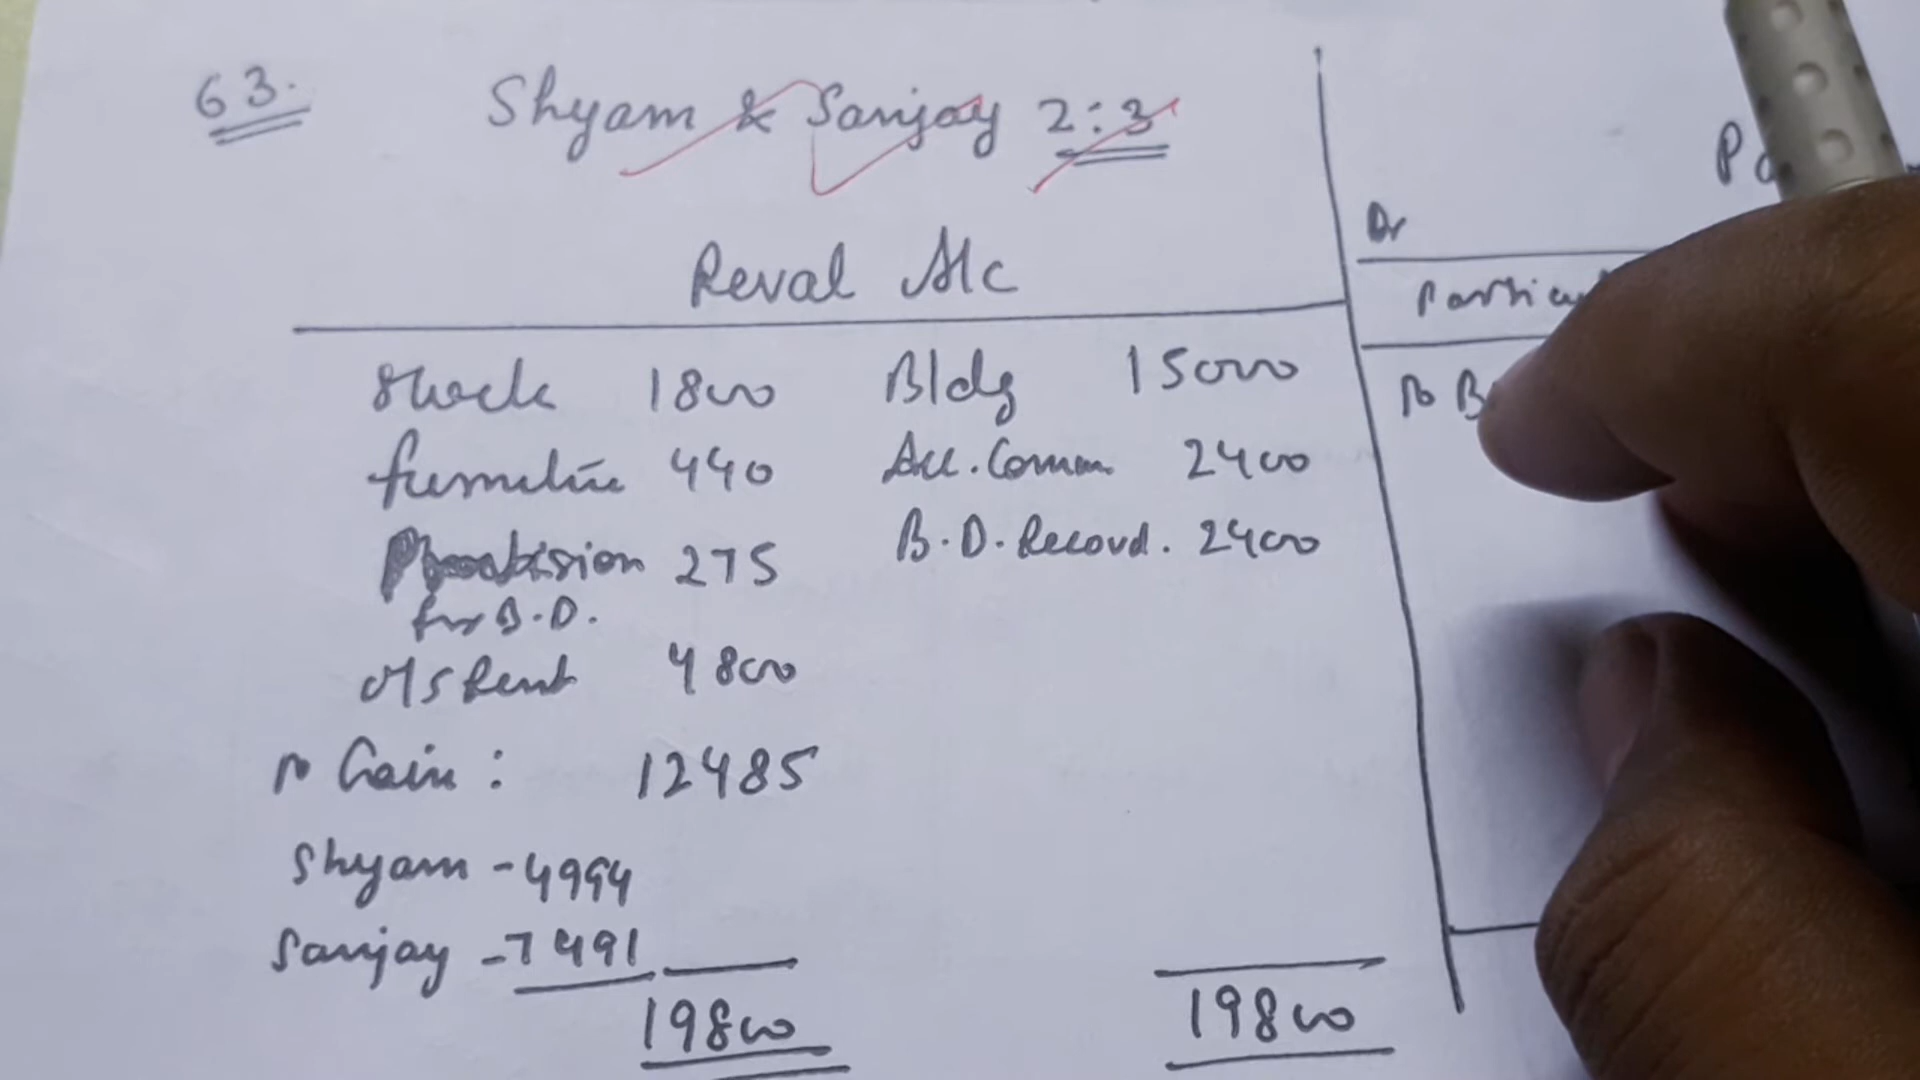 63.
Shyam & Sanjay 2:3
Reval A/c
Stock 1800 Bldg 15000
furniture 440 Acc. Comm. 2400
Provision 275 B.D. Recovd. 2400
for B.D.
O/S Rent 4800
to Gain: 12485
Shyam - 4994
Sanjay - 7491
19800 19800
Dr
to B